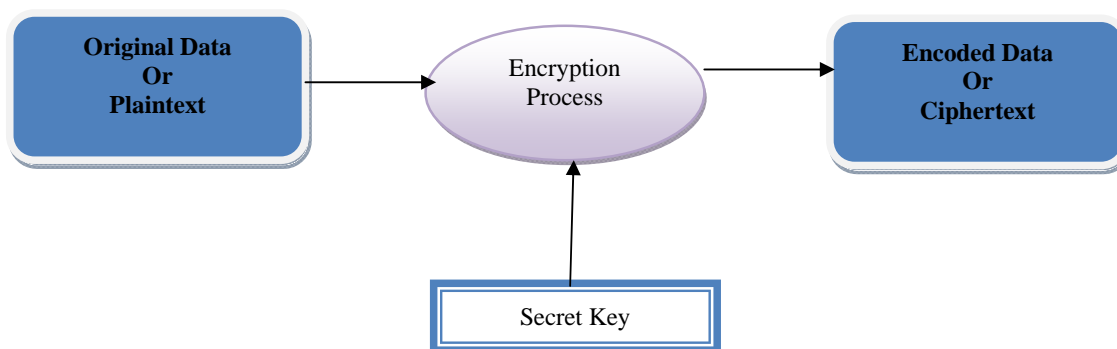 Original Data
Or
Plaintext
Encryption
Process
Encoded Data
Or
Ciphertext
Secret Key